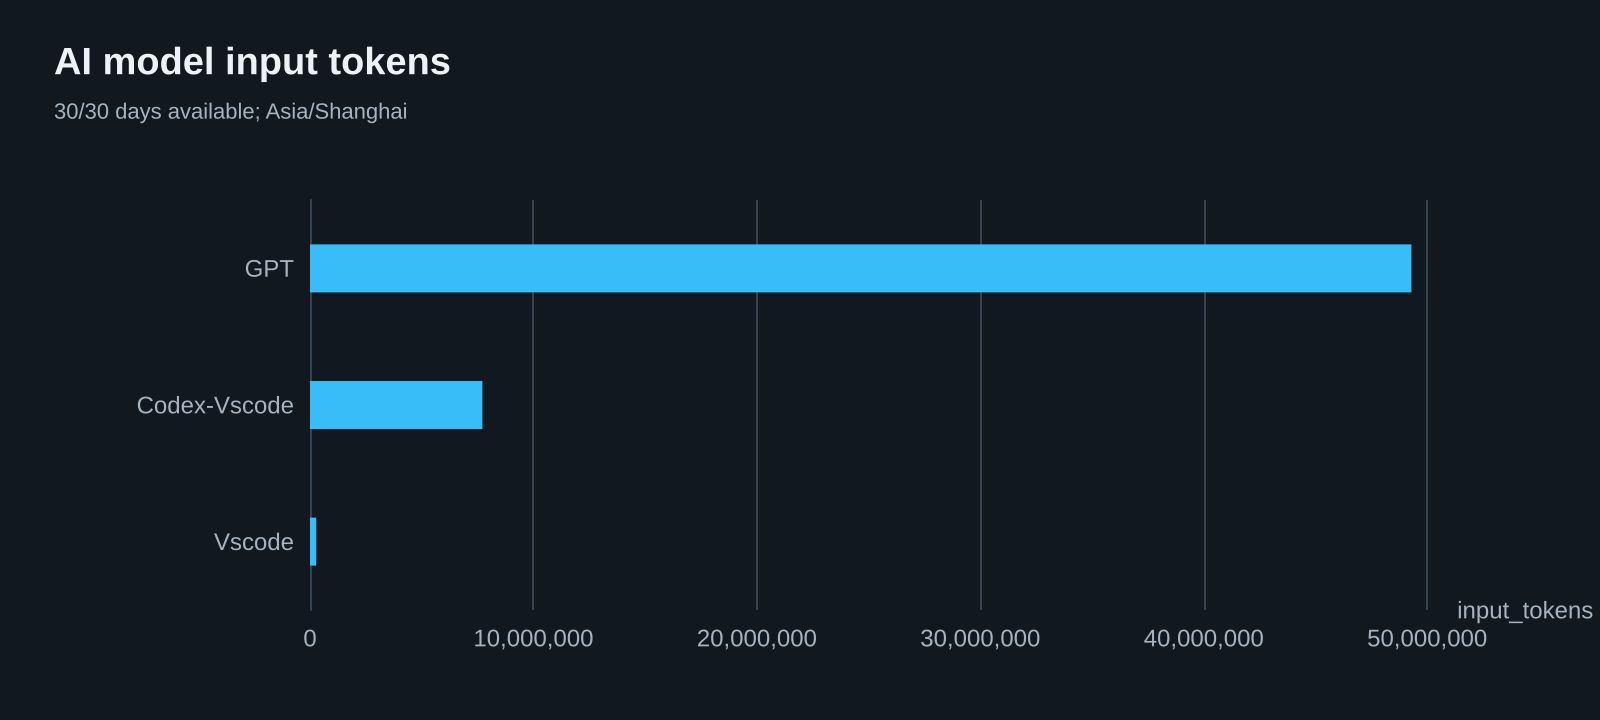 AI model input tokens
30/30 days available; Asia/Shanghai
GPT
Codex-Vscode
Vscode
input_tokens
0 10,000,000 20,000,000 30,000,000 40,000,000 50,000,000